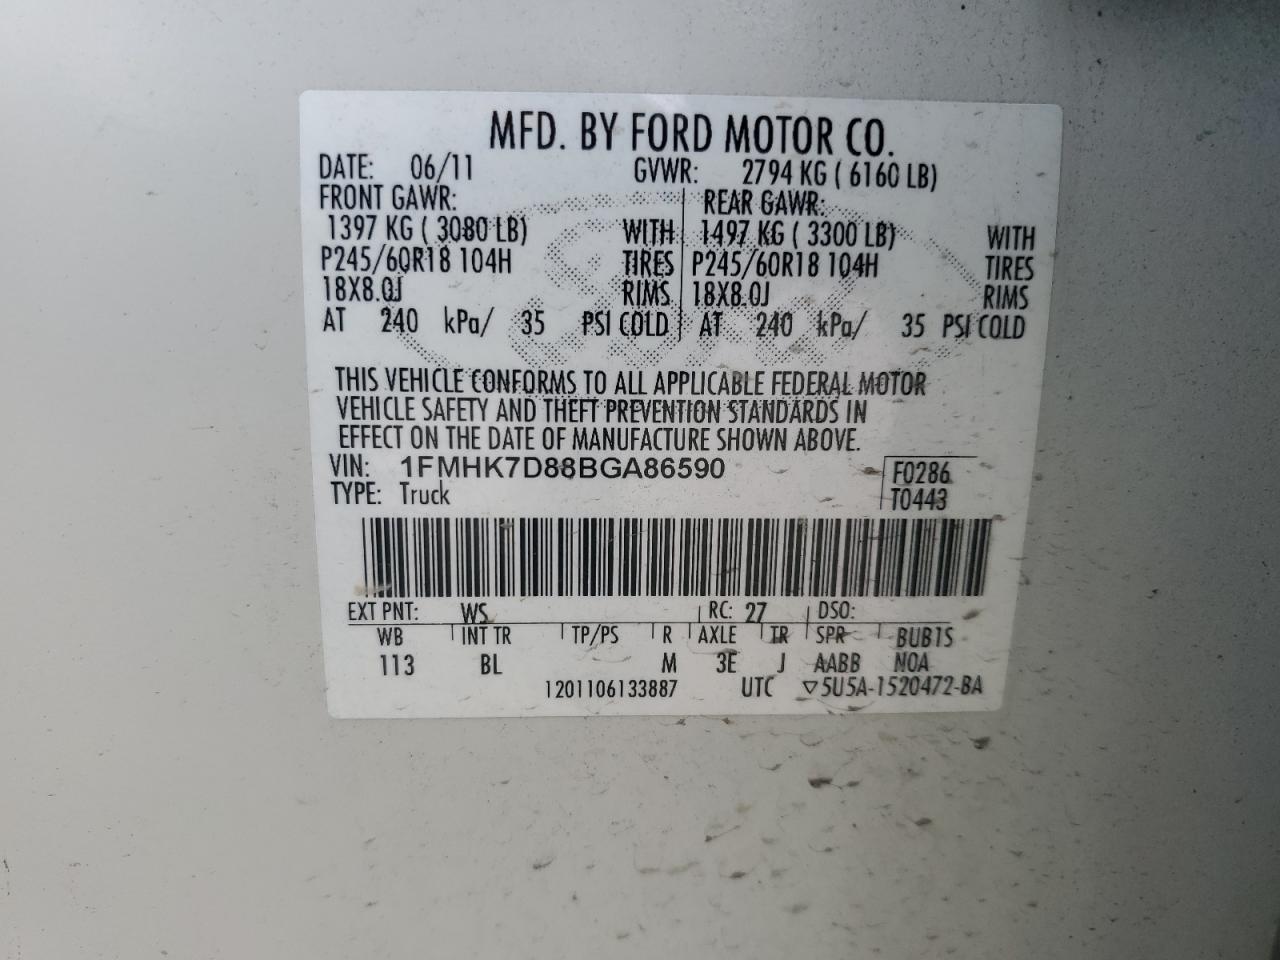 MFD. BY FORD MOTOR CO.
DATE: 06/11 GVWR: 2794 KG ( 6160 LB)
FRONT GAWR: REAR GAWR:
1397 KG ( 3080 LB) WITH 1497 KG ( 3300 LB) WITH
P245/60R18 104H TIRES P245/60R18 104H TIRES
18X8.0J RIMS 18X8.0J RIMS
AT 240 kPa/ 35 PSI COLD AT 240 kPa/ 35 PSI COLD
THIS VEHICLE CONFORMS TO ALL APPLICABLE FEDERAL MOTOR
VEHICLE SAFETY AND THEFT PREVENTION STANDARDS IN
EFFECT ON THE DATE OF MANUFACTURE SHOWN ABOVE.
VIN: 1FMHK7D88BGA86590 F0286
TYPE: Truck T0443
EXT PNT: WS RC: 27 DSO:
WB INT TR TP/PS R AXLE TR SPR BUB1S
113 BL M 3E J AABB NOA
1201106133887 UTC ▽5U5A-1520472-BA